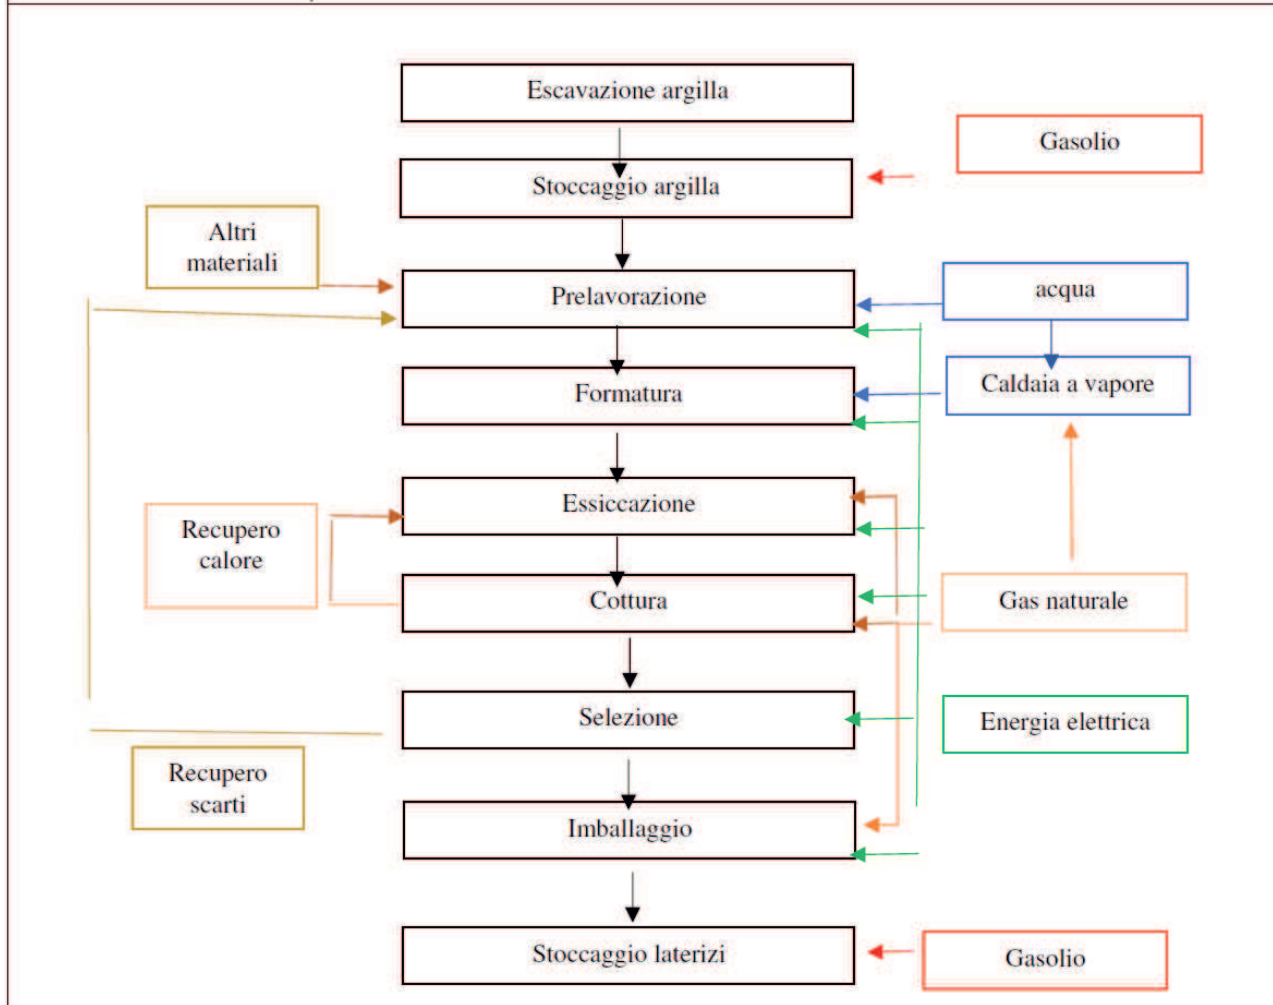 Escavazione argilla
Gasolio
Stoccaggio argilla
Altri
materiali
Prelavorazione
acqua
Formatura
Caldaia a vapore
Essiccazione
Recupero
calore
Cottura
Gas naturale
Selezione
Energia elettrica
Recupero
scarti
Imballaggio
Stoccaggio laterizi
Gasolio